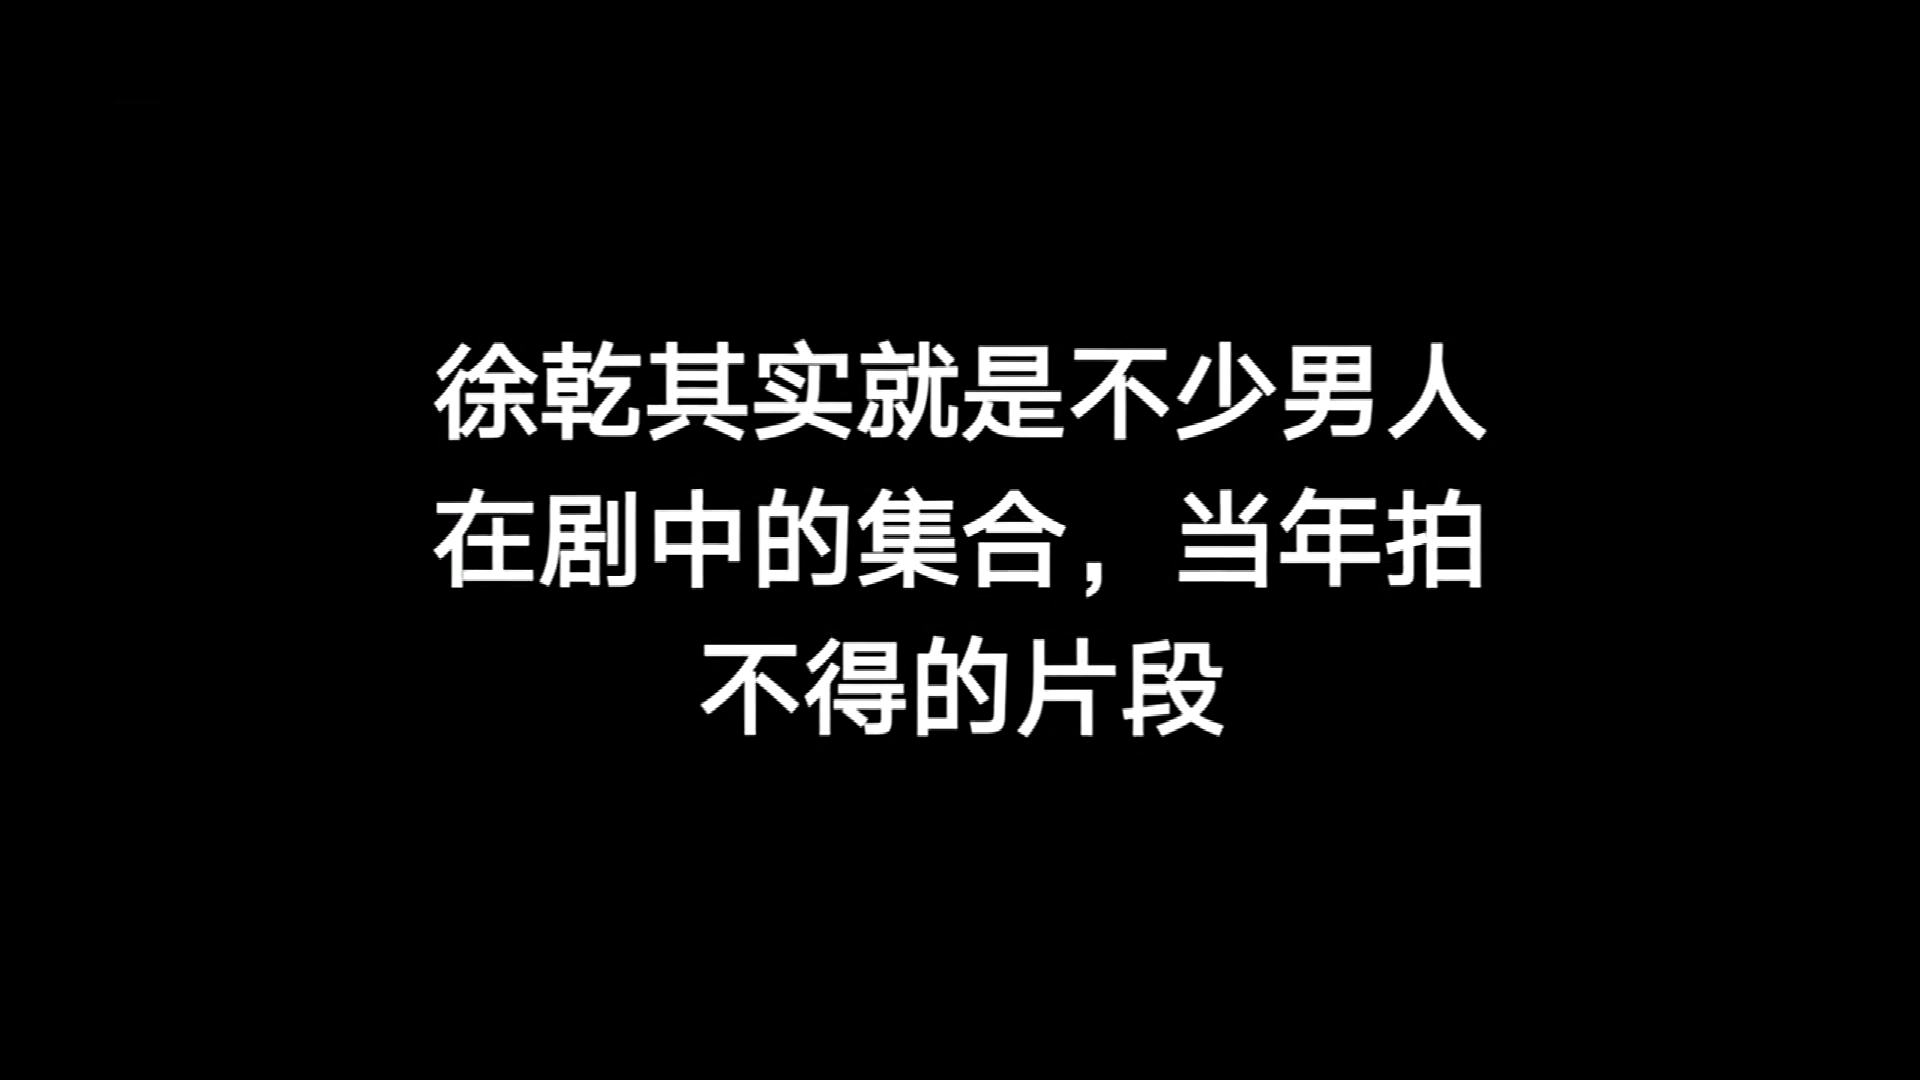 徐乾其实就是不少男人
在剧中的集合，当年拍
不得的片段